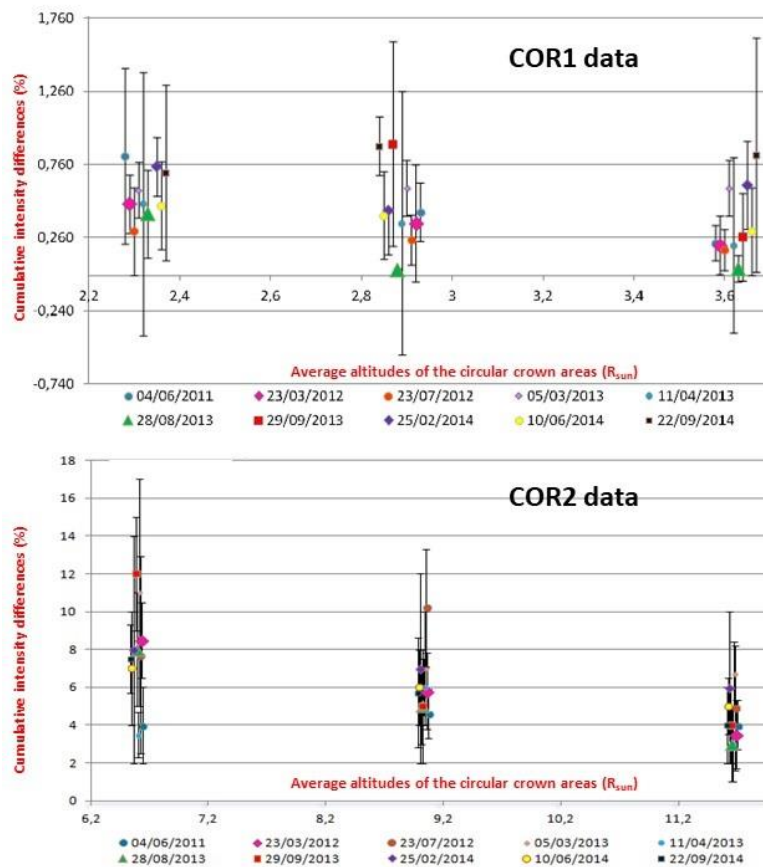 1,760
COR1 data
1,260
0,760
0,260
2,2 2,4 2,6 2,8 3 3,2 3,4 3,6
-0,240
-0,740
Cumulative intensity differences (%)
Average altitudes of the circular crown areas (Rsun)
04/06/2011 23/03/2012 23/07/2012 05/03/2013 11/04/2013
28/08/2013 29/09/2013 25/02/2014 10/06/2014 22/09/2014
18
COR2 data
16
14
12
10
8
6
4
2
0
Cumulative intensity differences (%)
Average altitudes of the circular crown areas (Rsun)
6,2 7,2 8,2 9,2 10,2 11,2
04/06/2011 23/03/2012 23/07/2012 05/03/2013 11/04/2013
28/08/2013 29/09/2013 25/02/2014 10/06/2014 22/09/2014